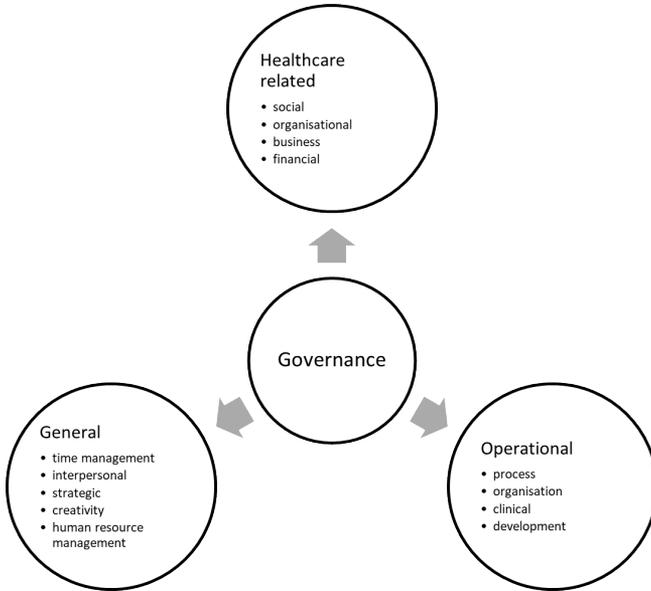 Healthcare
related
• social
• organisational
• business
• financial
Governance
General
• time management
• interpersonal
• strategic
• creativity
• human resource
management
Operational
• process
• organisation
• clinical
• development